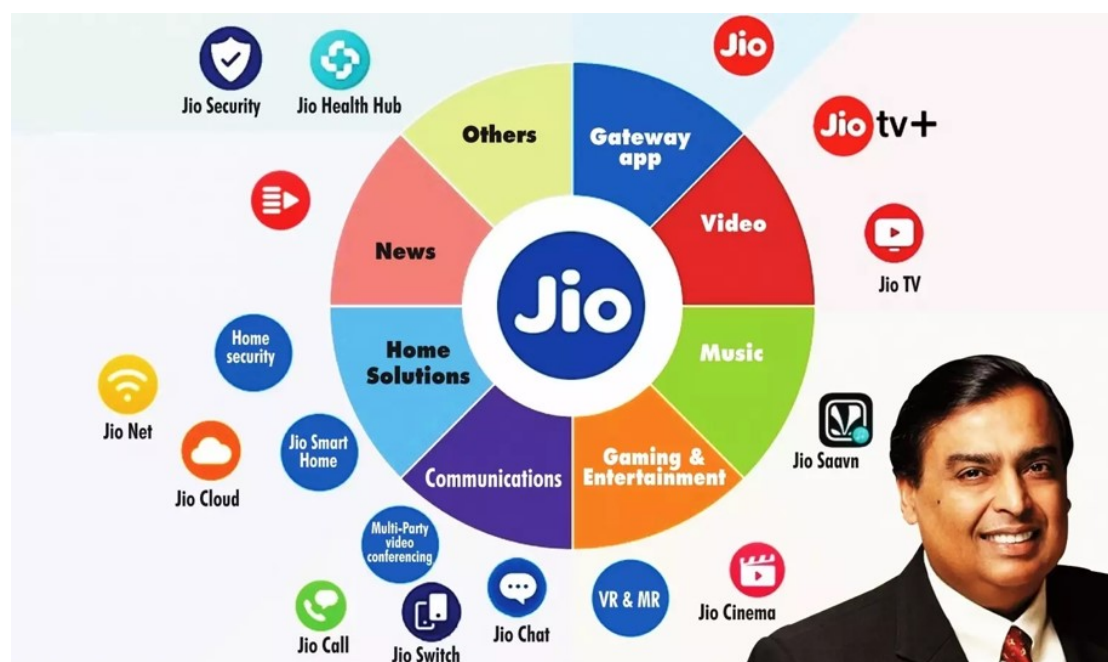 Jio
Jio Security
Jio Health Hub
Others
Gateway
app
Jio tv+
Video
News
Jio TV
Jio
Home
security
Home
Solutions
Music
Jio Net
Jio Smart
Home
Jio Cloud
Communications
Gaming &
Entertainment
Jio Saavn
Multi-Party
video
conferencing
Jio Call
Jio Switch
Jio Chat
VR & MR
Jio Cinema